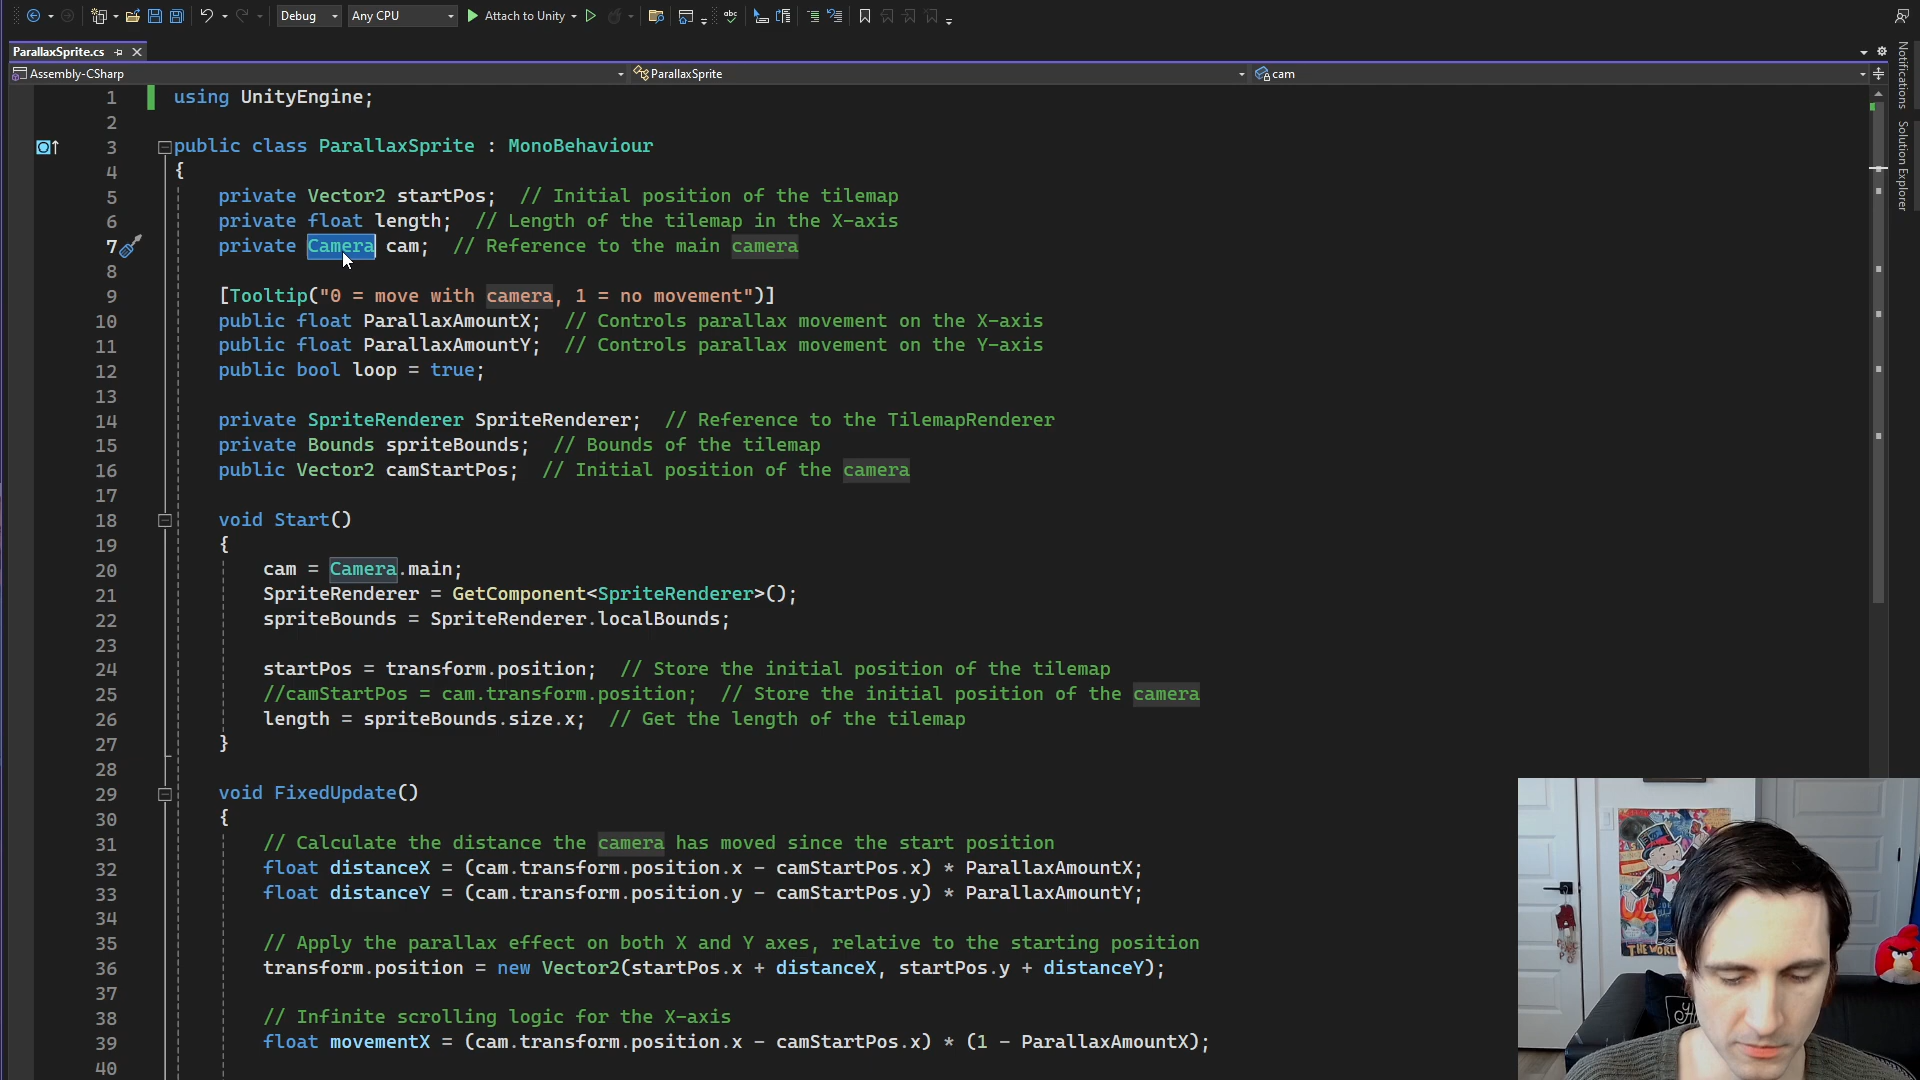 Debug
Any CPU
Attach to Unity
abc
ParallaxSprite.cs
Assembly-CSharp
ParallaxSprite
cam
Notifications
Solution Explorer
1 using UnityEngine;
2
3 public class ParallaxSprite : MonoBehaviour
4 {
5 private Vector2 startPos; // Initial position of the tilemap
6 private float length; // Length of the tilemap in the X-axis
7 private Camera cam; // Reference to the main camera
8
9 [Tooltip("0 = move with camera, 1 = no movement")]
10 public float ParallaxAmountX; // Controls parallax movement on the X-axis
11 public float ParallaxAmountY; // Controls parallax movement on the Y-axis
12 public bool loop = true;
13
14 private SpriteRenderer SpriteRenderer; // Reference to the TilemapRenderer
15 private Bounds spriteBounds; // Bounds of the tilemap
16 public Vector2 camStartPos; // Initial position of the camera
17
18 void Start()
19 {
20 cam = Camera.main;
21 SpriteRenderer = GetComponent<SpriteRenderer>();
22 spriteBounds = SpriteRenderer.localBounds;
23
24 startPos = transform.position; // Store the initial position of the tilemap
25 //camStartPos = cam.transform.position; // Store the initial position of the camera
26 length = spriteBounds.size.x; // Get the length of the tilemap
27 }
28
29 void FixedUpdate()
30 {
31 // Calculate the distance the camera has moved since the start position
32 float distanceX = (cam.transform.position.x - camStartPos.x) * ParallaxAmountX;
33 float distanceY = (cam.transform.position.y - camStartPos.y) * ParallaxAmountY;
34
35 // Apply the parallax effect on both X and Y axes, relative to the starting position
36 transform.position = new Vector2(startPos.x + distanceX, startPos.y + distanceY);
37
38 // Infinite scrolling logic for the X-axis
39 float movementX = (cam.transform.position.x - camStartPos.x) * (1 - ParallaxAmountX);
40